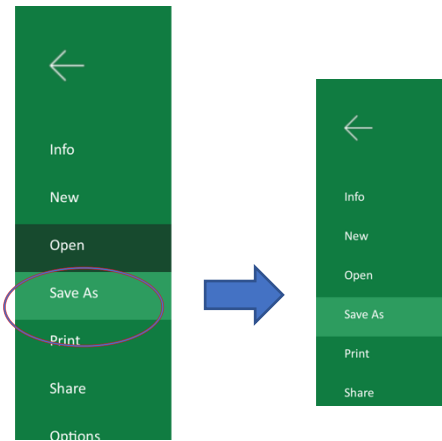 Info
New
Open
Save As
Print
Share
Options
Info
New
Open
Save As
Print
Share